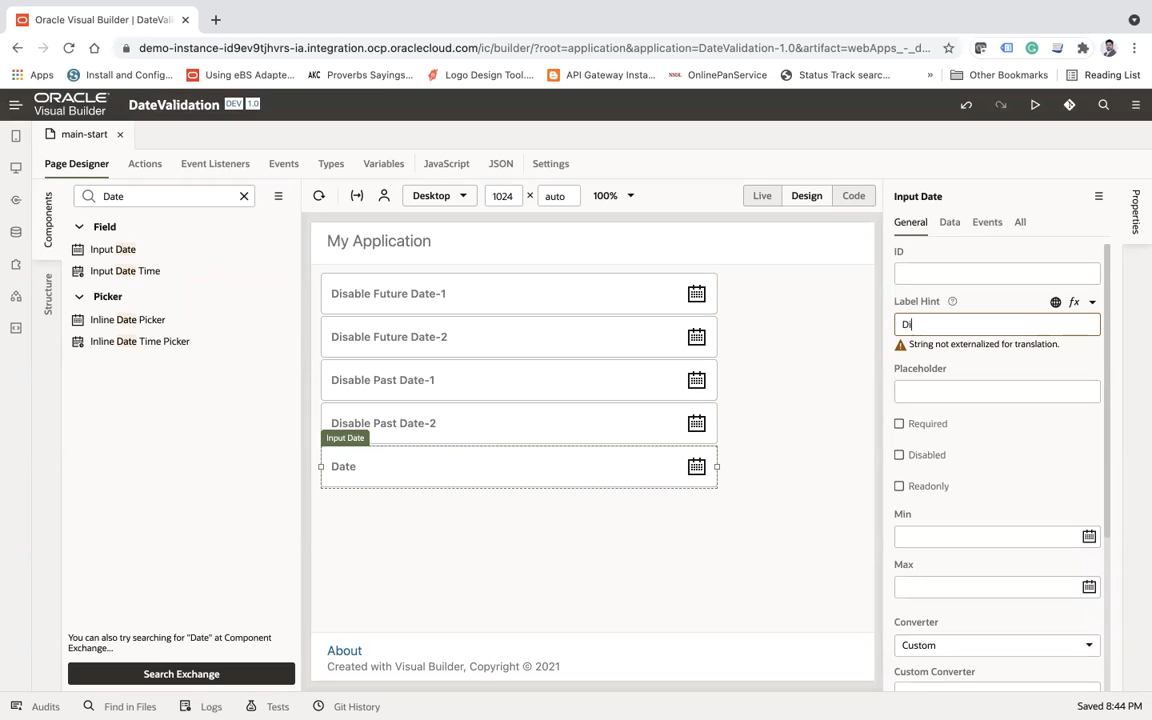 Oracle Visual Builder | DateVali
demo-instance-id9ev9tjhvrs-ia.integration.ocp.oraclecloud.com/ic/builder/?root=application&application=DateValidation-1.0&artifact=webApps_-_d...
Apps
Install and Config...
Using eBS Adapte...
AKC Proverbs Sayings...
Logo Design Tool....
API Gateway Insta...
OnlinePanService
Status Track searc...
»
Other Bookmarks
Reading List
ORACLE
Visual Builder
DateValidation
DEV
1.0
main-start
Page Designer
Actions
Event Listeners
Events
Types
Variables
JavaScript
JSON
Settings
Components
Structure
Date
Field
Input Date
Input Date Time
Picker
Inline Date Picker
Inline Date Time Picker
You can also try searching for "Date" at Component
Exchange...
Search Exchange
Desktop
1024
×
auto
100%
Live
Design
Code
My Application
Disable Future Date-1
Disable Future Date-2
Disable Past Date-1
Disable Past Date-2
Input Date
Date
About
Created with Visual Builder, Copyright © 2021
Input Date
General
Data
Events
All
ID
Label Hint
fx
Di
String not externalized for translation.
Placeholder
Required
Disabled
Readonly
Min
Max
Converter
Custom
Custom Converter
Properties
Audits
Find in Files
Logs
Tests
Git History
Saved 8:44 PM